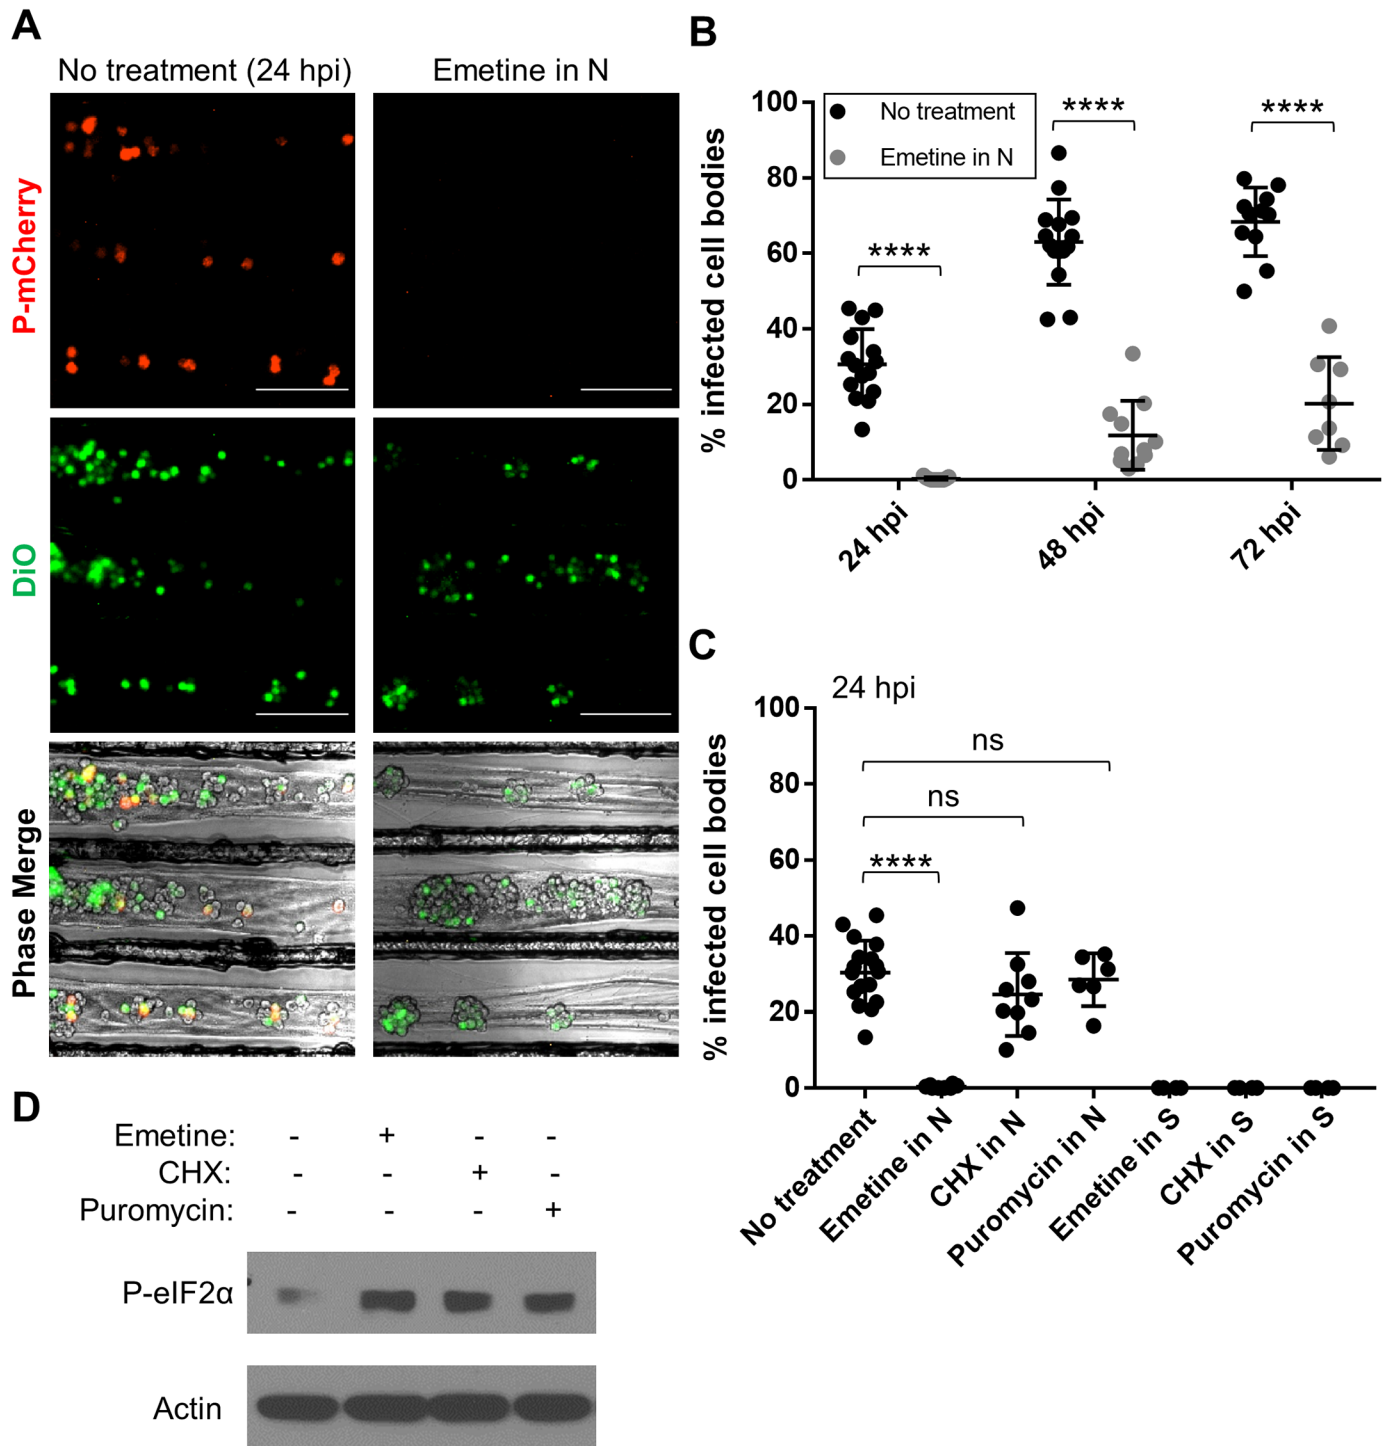 A
No treatment (24 hpi)
Emetine in N
P-mCherry
DiO
Phase Merge
B
% infected cell bodies
100
80
60
40
20
0
No treatment
Emetine in N
****
****
****
24 hpi
48 hpi
72 hpi
C
24 hpi
% infected cell bodies
100
80
60
40
20
0
ns
ns
****
No treatment
Emetine in N
CHX in N
Puromycin in N
Emetine in S
CHX in S
Puromycin in S
D
Emetine: - + - -
CHX: - - + -
Puromycin: - - - +
P-eIF2α
Actin